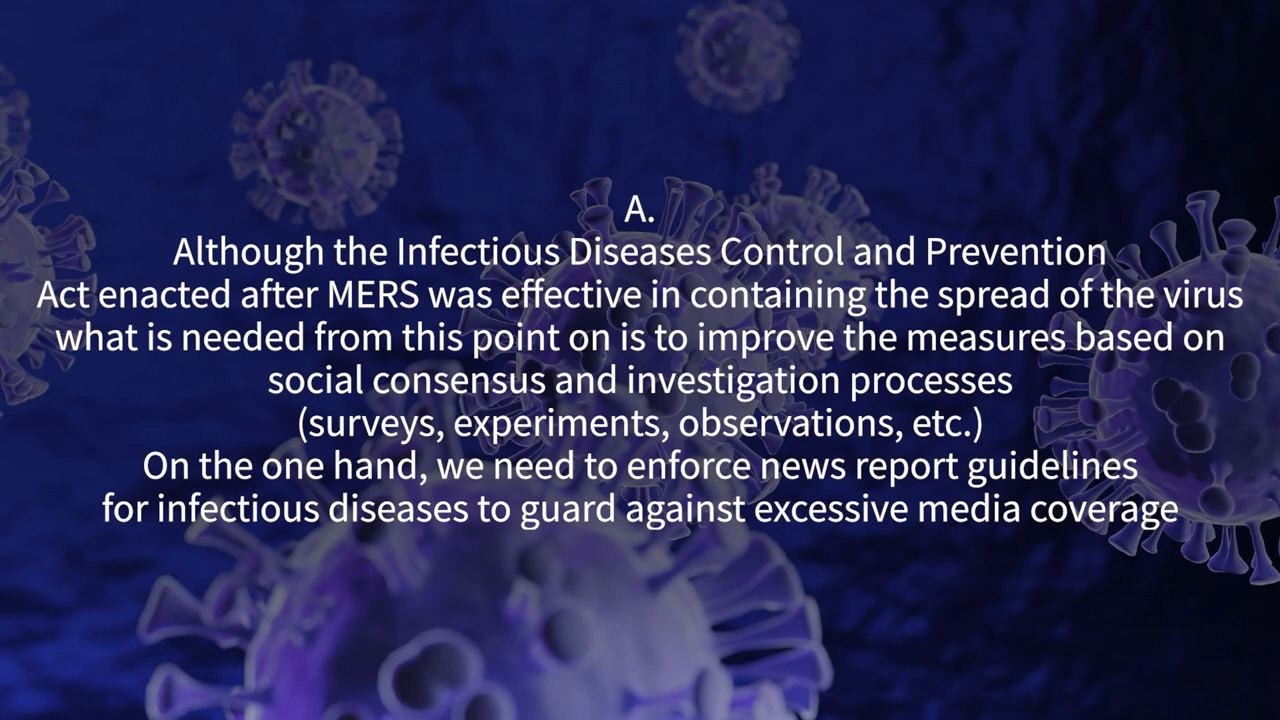 A.
Although the Infectious Diseases Control and Prevention
Act enacted after MERS was effective in containing the spread of the virus
what is needed from this point on is to improve the measures based on
social consensus and investigation processes
(surveys, experiments, observations, etc.)
On the one hand, we need to enforce news report guidelines
for infectious diseases to guard against excessive media coverage